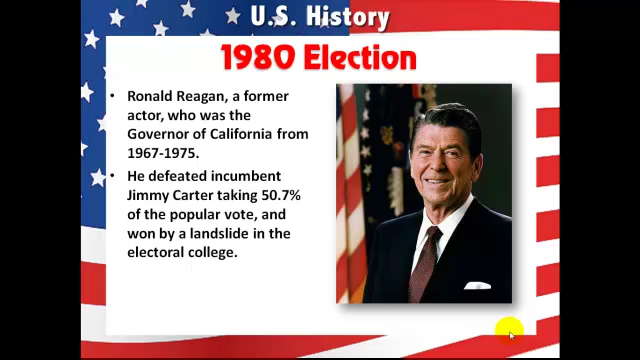 U.S. History
1980 Election
• Ronald Reagan, a former
actor, who was the
Governor of California from
1967-1975.
• He defeated incumbent
Jimmy Carter taking 50.7%
of the popular vote, and
won by a landslide in the
electoral college.